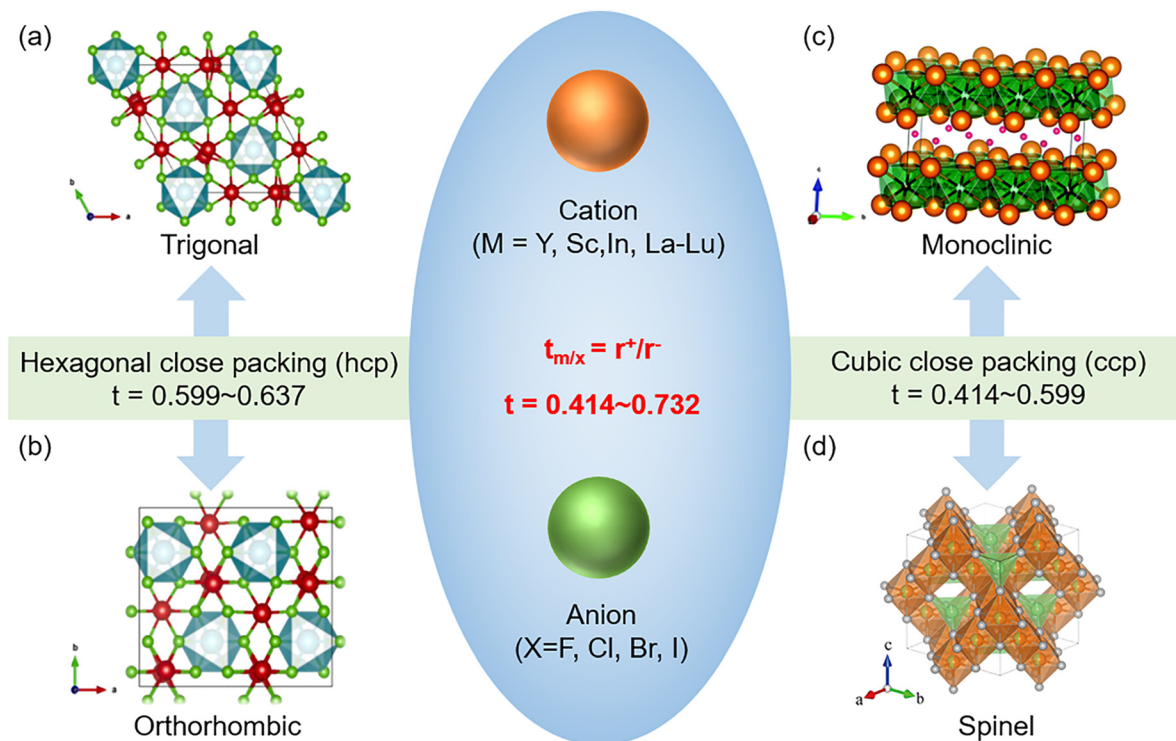 (a)
b
a
Trigonal
Hexagonal close packing (hcp)
t = 0.599~0.637
(b)
b
a
Orthorhombic
Cation
(M = Y, Sc,In, La-Lu)
t_m/x = r⁺/r⁻
t = 0.414~0.732
Anion
(X=F, Cl, Br, I)
(c)
Monoclinic
Cubic close packing (ccp)
t = 0.414~0.599
(d)
c
a
b
Spinel